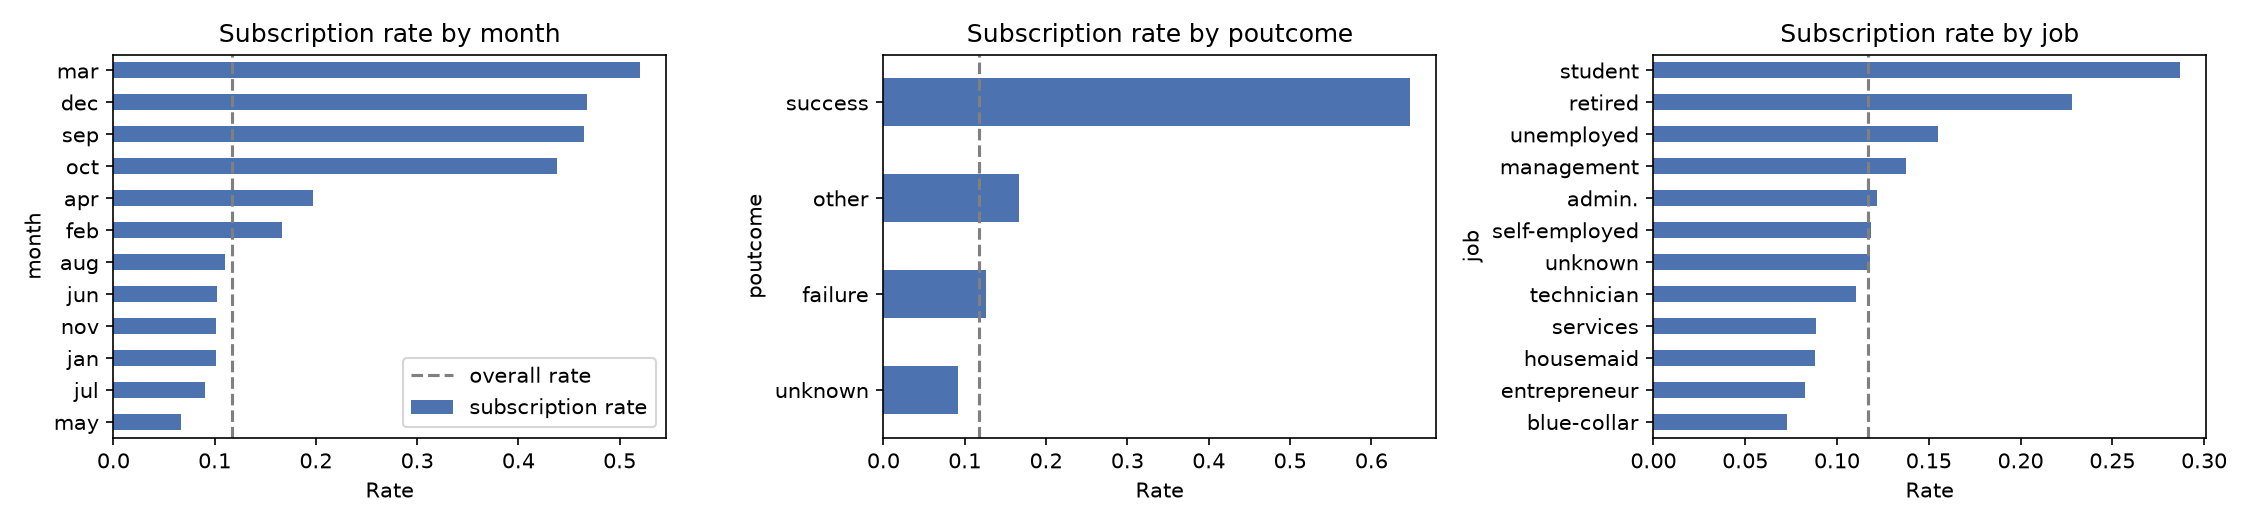 Subscription rate by month
month
mar
dec
sep
oct
apr
feb
aug
jun
nov
jan
jul
may
overall rate
subscription rate
0.0 0.1 0.2 0.3 0.4 0.5
Rate
Subscription rate by poutcome
poutcome
success
other
failure
unknown
0.0 0.1 0.2 0.3 0.4 0.5 0.6
Rate
Subscription rate by job
job
student
retired
unemployed
management
admin.
self-employed
unknown
technician
services
housemaid
entrepreneur
blue-collar
0.00 0.05 0.10 0.15 0.20 0.25 0.30
Rate